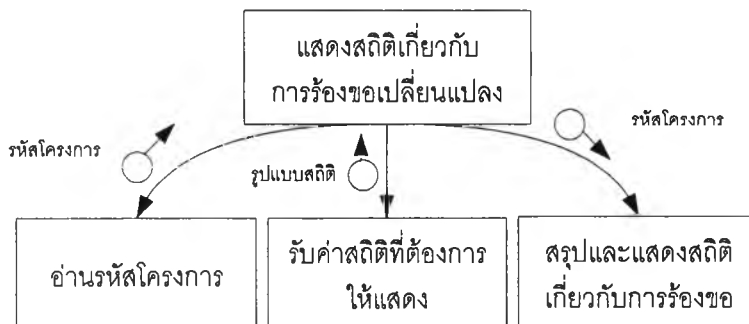 แสดงสถิติเกี่ยวกับ
การร้องขอเปลี่ยนแปลง
รหัสโครงการ
รหัสโครงการ
รูปแบบสถิติ
อ่านรหัสโครงการ
รับค่าสถิติที่ต้องการ
ให้แสดง
สรุปและแสดงสถิติ
เกี่ยวกับการร้องขอ